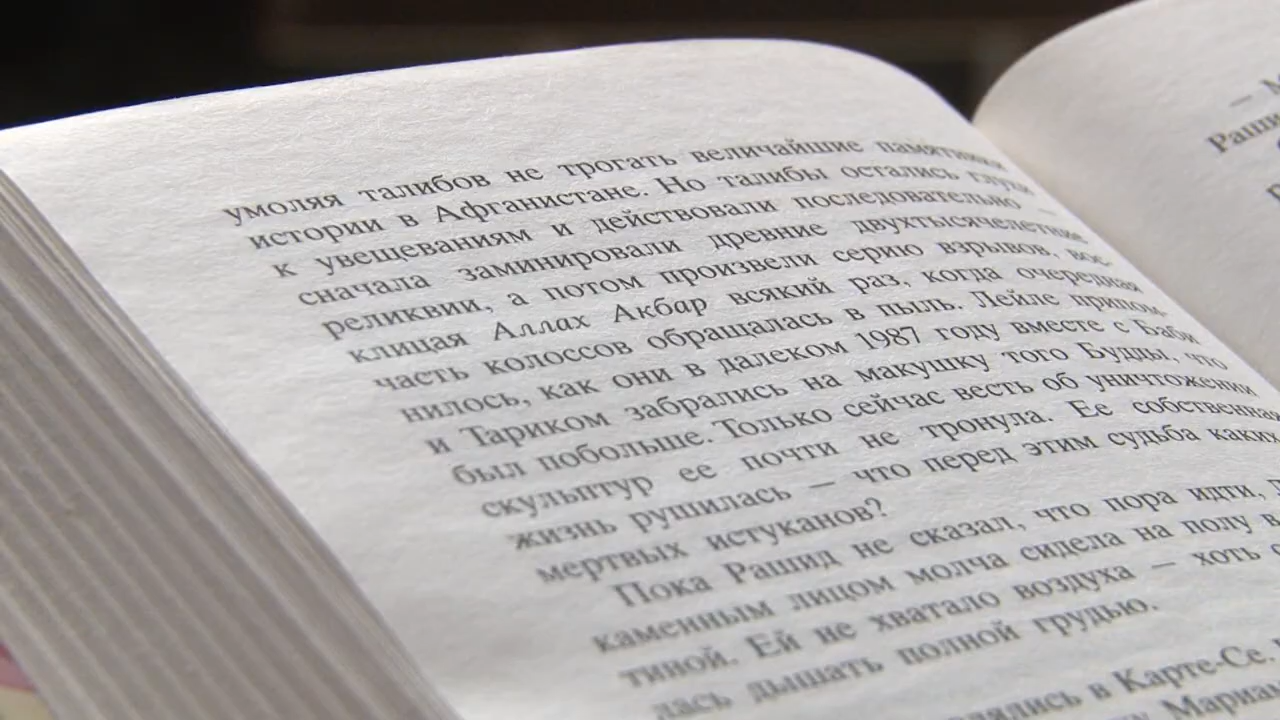 умоляя талибов не трогать величайшие памятники
истории в Афганистане. Но талибы остались глухи
к увещеваниям и действовали последовательно —
сначала заминировали древние двухтысячелетние
реликвии, а потом произвели серию взрывов, вос-
клицая Аллах Акбар всякий раз, когда очередная
часть колоссов обращалась в пыль. Лейле припом-
нилось, как они в далеком 1987 году вместе с Баби
и Тариком забрались на макушку того Будды, что
был побольше. Только сейчас весть об уничтожении
скульптур ее почти не тронула. Ее собственная
жизнь рушилась — что перед этим судьба каких
мертвых истуканов?
Пока Рашид не сказал, что пора идти,
каменным лицом молча сидела на полу в
тиной. Ей не хватало воздуха — хоть
лась дышать полной грудью.
в Карте-Се.
Мариам
—
Раши